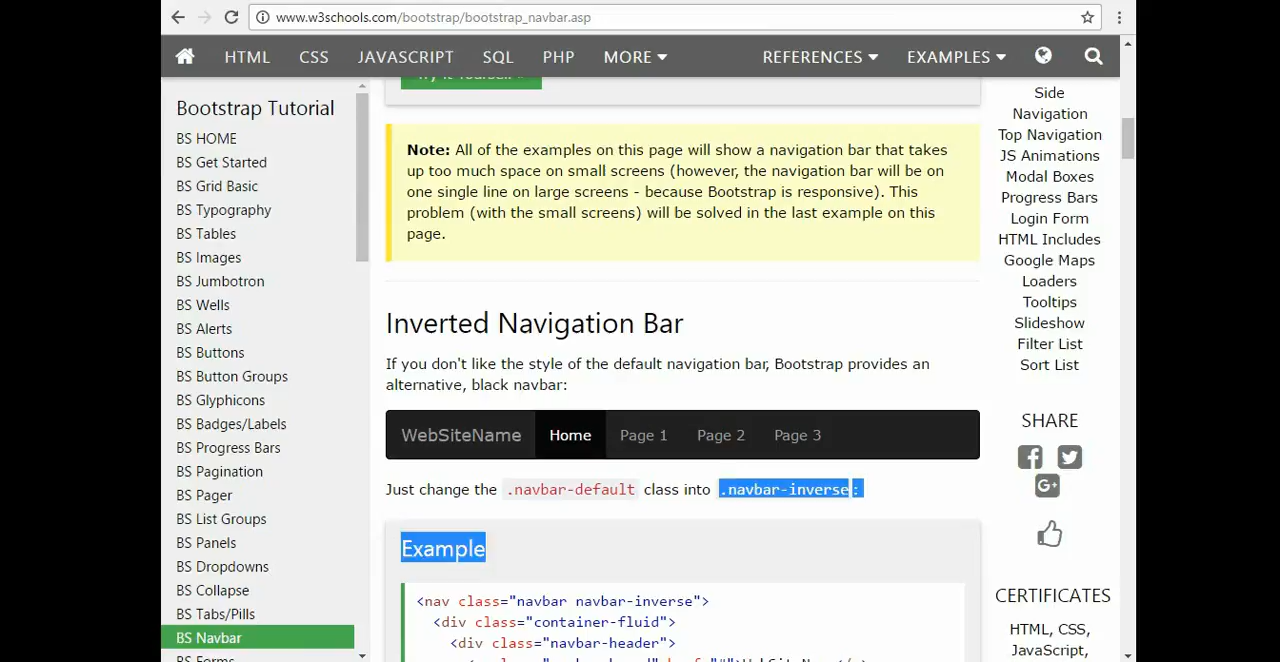 www.w3schools.com/bootstrap/bootstrap_navbar.asp
HTML CSS JAVASCRIPT SQL PHP MORE REFERENCES EXAMPLES
Bootstrap Tutorial
BS HOME
BS Get Started
BS Grid Basic
BS Typography
BS Tables
BS Images
BS Jumbotron
BS Wells
BS Alerts
BS Buttons
BS Button Groups
BS Glyphicons
BS Badges/Labels
BS Progress Bars
BS Pagination
BS Pager
BS List Groups
BS Panels
BS Dropdowns
BS Collapse
BS Tabs/Pills
BS Navbar
BS Forms
Note: All of the examples on this page will show a navigation bar that takes
up too much space on small screens (however, the navigation bar will be on
one single line on large screens - because Bootstrap is responsive). This
problem (with the small screens) will be solved in the last example on this
page.
Inverted Navigation Bar
If you don't like the style of the default navigation bar, Bootstrap provides an
alternative, black navbar:
WebSiteName Home Page 1 Page 2 Page 3
Just change the .navbar-default class into .navbar-inverse:
Example
<nav class="navbar navbar-inverse">
<div class="container-fluid">
<div class="navbar-header">
Side
Navigation
Top Navigation
JS Animations
Modal Boxes
Progress Bars
Login Form
HTML Includes
Google Maps
Loaders
Tooltips
Slideshow
Filter List
Sort List
SHARE
G+
CERTIFICATES
HTML, CSS,
JavaScript,